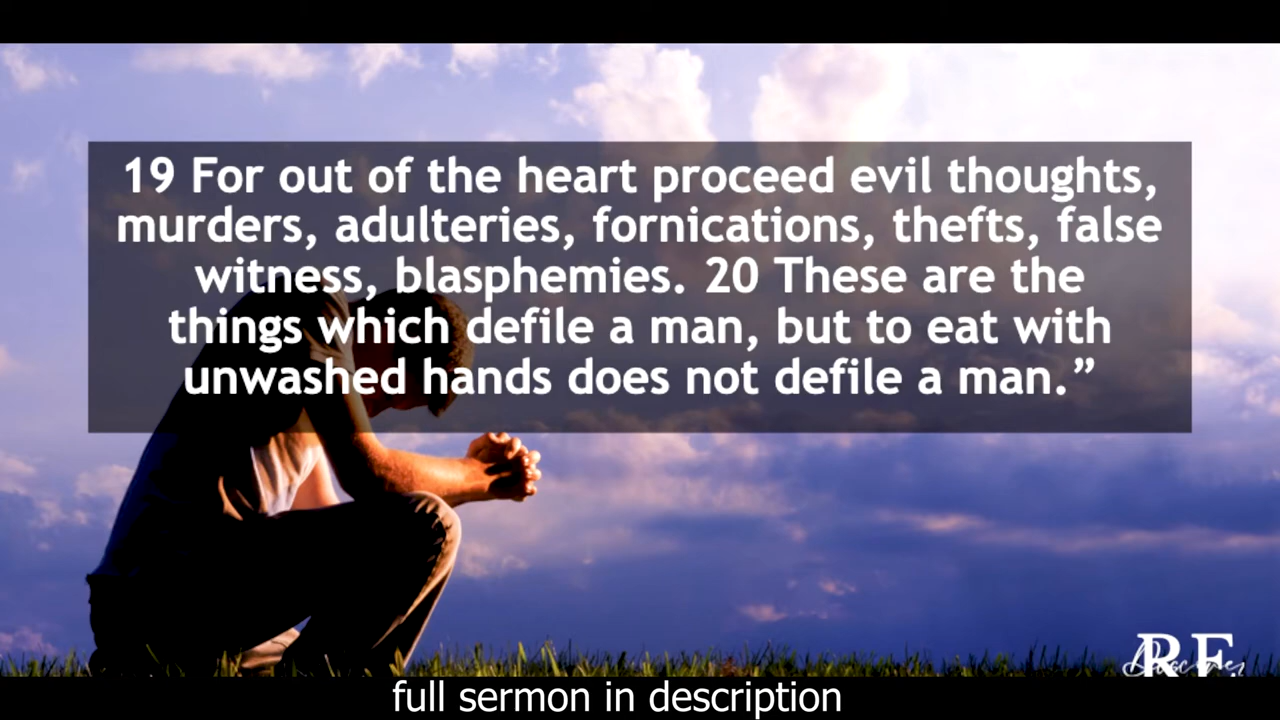 19 For out of the heart proceed evil thoughts,
murders, adulteries, fornications, thefts, false
witness, blasphemies. 20 These are the
things which defile a man, but to eat with
unwashed hands does not defile a man.”
full sermon in description